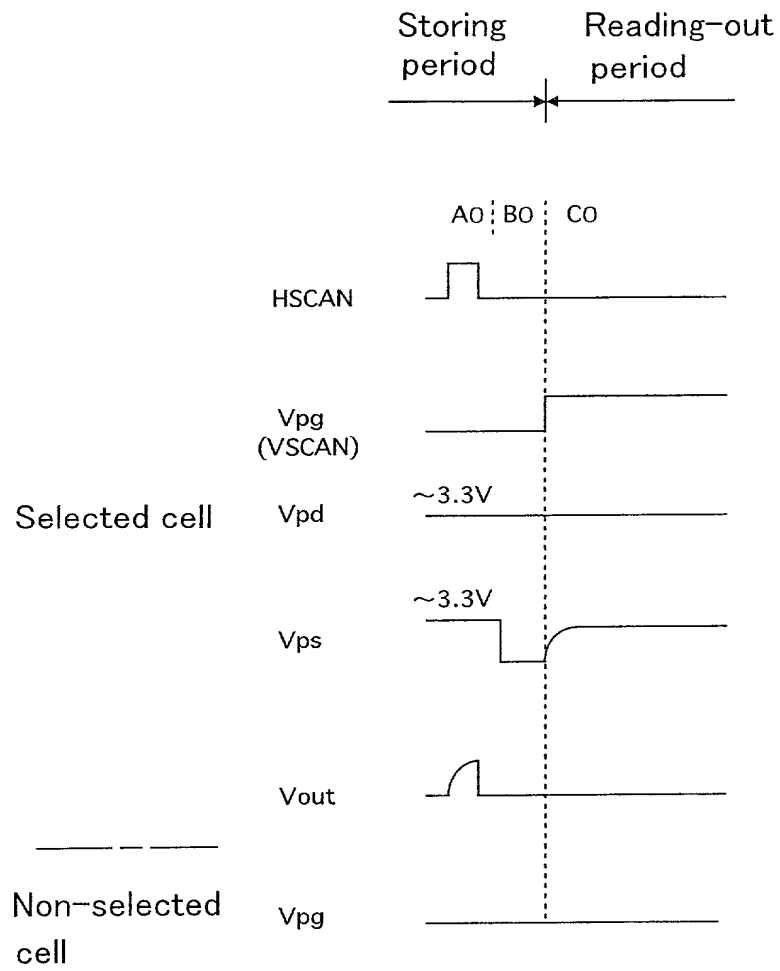 Storing period
Reading-out period
A0 B0 C0
HSCAN
Vpg
(VSCAN)
~3.3V
Selected cell
Vpd
~3.3V
Vps
Vout
Non-selected cell
Vpg